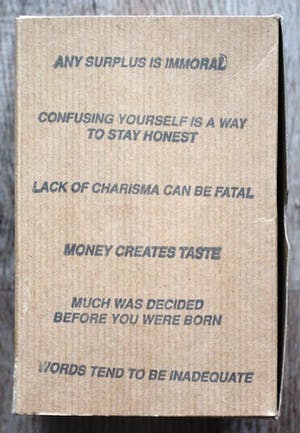 ANY SURPLUS IS IMMORAL
CONFUSING YOURSELF IS A WAY
TO STAY HONEST
LACK OF CHARISMA CAN BE FATAL
MONEY CREATES TASTE
MUCH WAS DECIDED
BEFORE YOU WERE BORN
WORDS TEND TO BE INADEQUATE